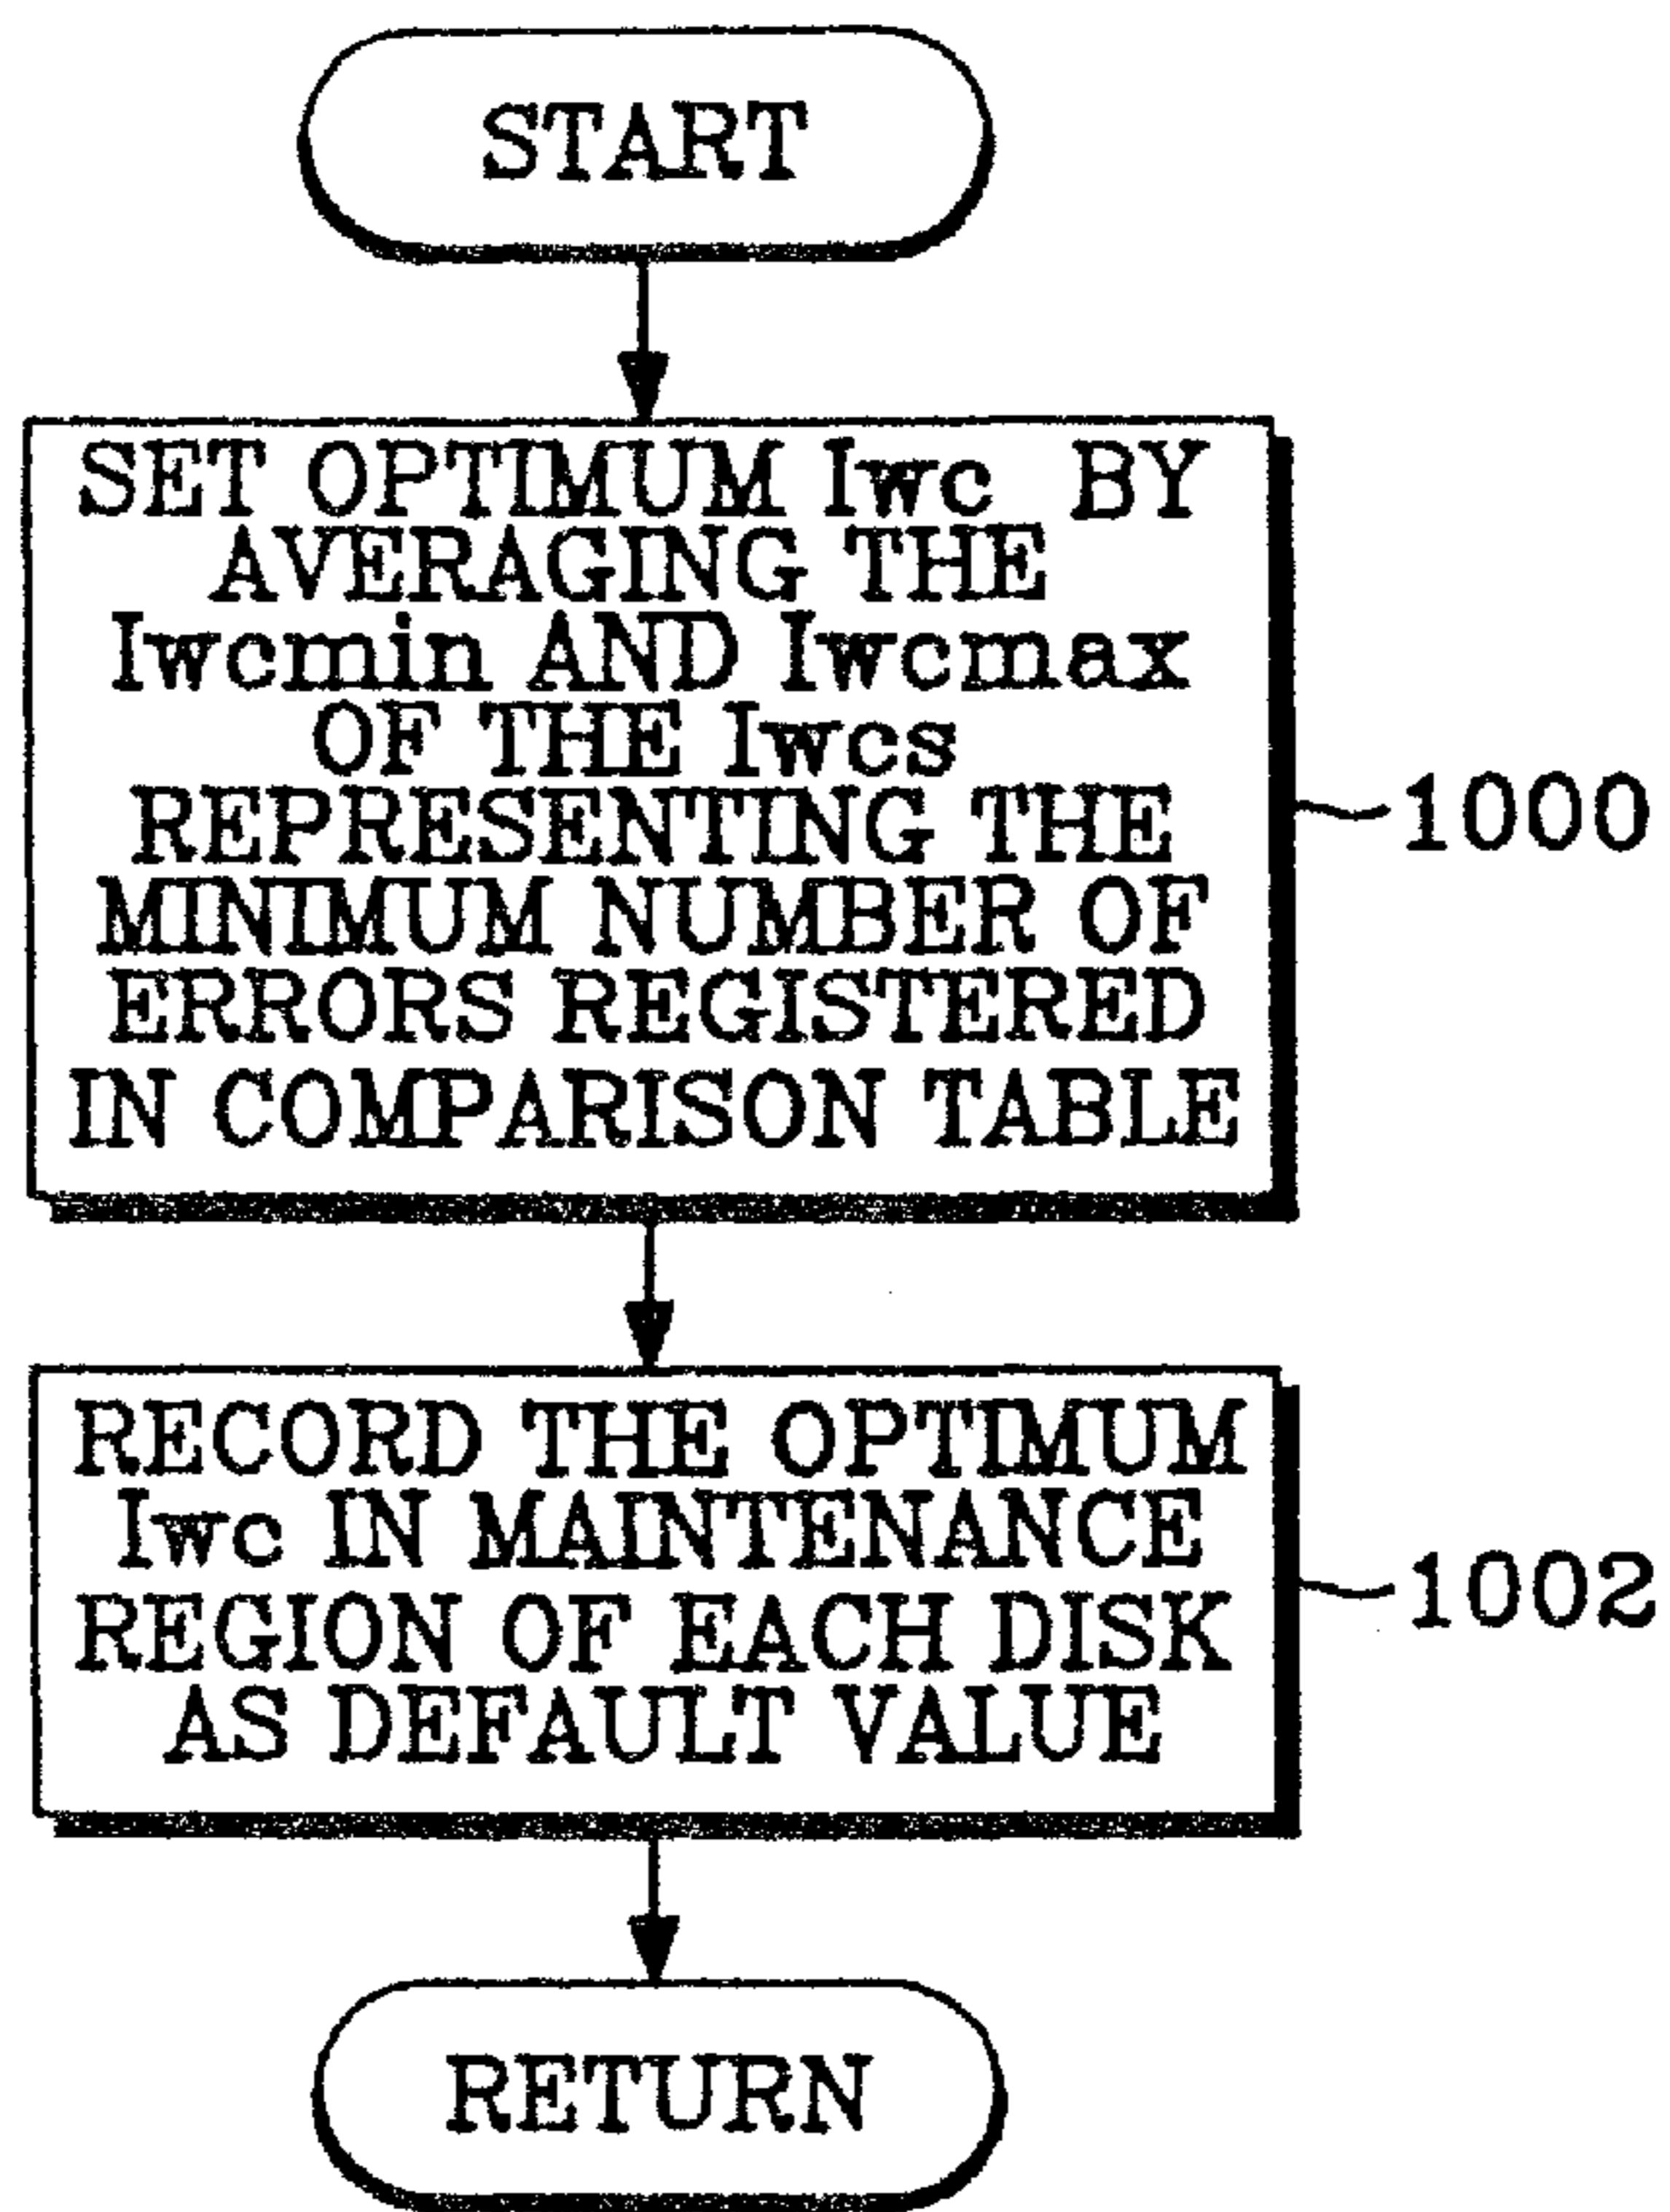 START
SET OPTIMUM Iwc BY
AVERAGING THE
Iwcmin AND Iwcmax
OF THE Iwcs
REPRESENTING THE
MINIMUM NUMBER OF
ERRORS REGISTERED
IN COMPARISON TABLE
1000
RECORD THE OPTIMUM
Iwc IN MAINTENANCE
REGION OF EACH DISK
AS DEFAULT VALUE
1002
RETURN